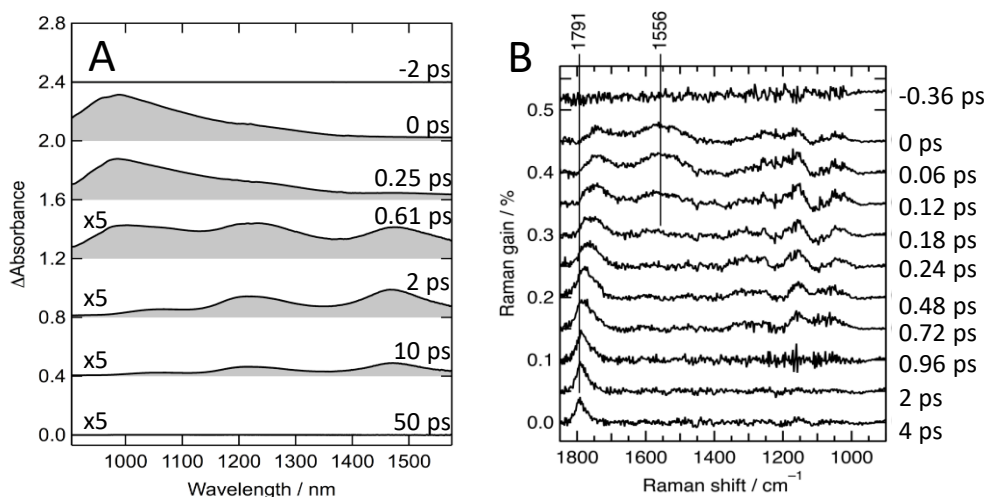 A
2.8
2.4
2.0
1.6
1.2
0.8
0.4
0.0
ΔAbsorbance
-2 ps
0 ps
0.25 ps
x5
0.61 ps
x5
2 ps
x5
10 ps
x5
50 ps
1000
1100
1200
1300
1400
1500
Wavelength / nm
1791
1556
B
0.5
0.4
0.3
0.2
0.1
0.0
Raman gain / %
-0.36 ps
0 ps
0.06 ps
0.12 ps
0.18 ps
0.24 ps
0.48 ps
0.72 ps
0.96 ps
2 ps
4 ps
1800
1600
1400
1200
1000
Raman shift / cm⁻¹